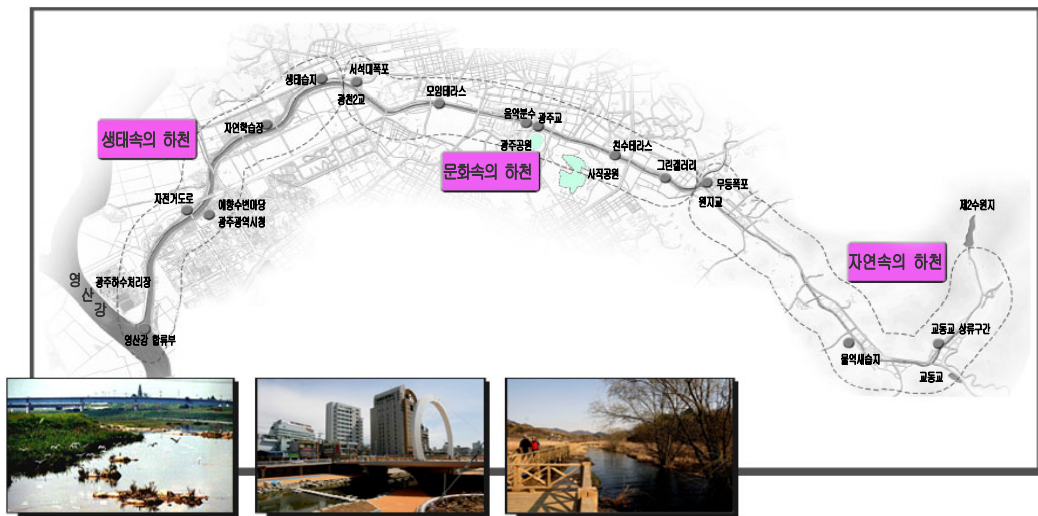 생태습지
서석대폭포
광천2교
모임테라스
음악분수
광주교
자연학습장
생태속의 하천
광주공원
친수테라스
문화속의 하천
사직공원
그린갤러리
무등폭포
원지교
자전거도로
예향수변마당
광주광역시청
제2수원지
자연속의 하천
광주하수처리장
영산강
영산강 합류부
물억새습지
교동교 상류구간
교동교